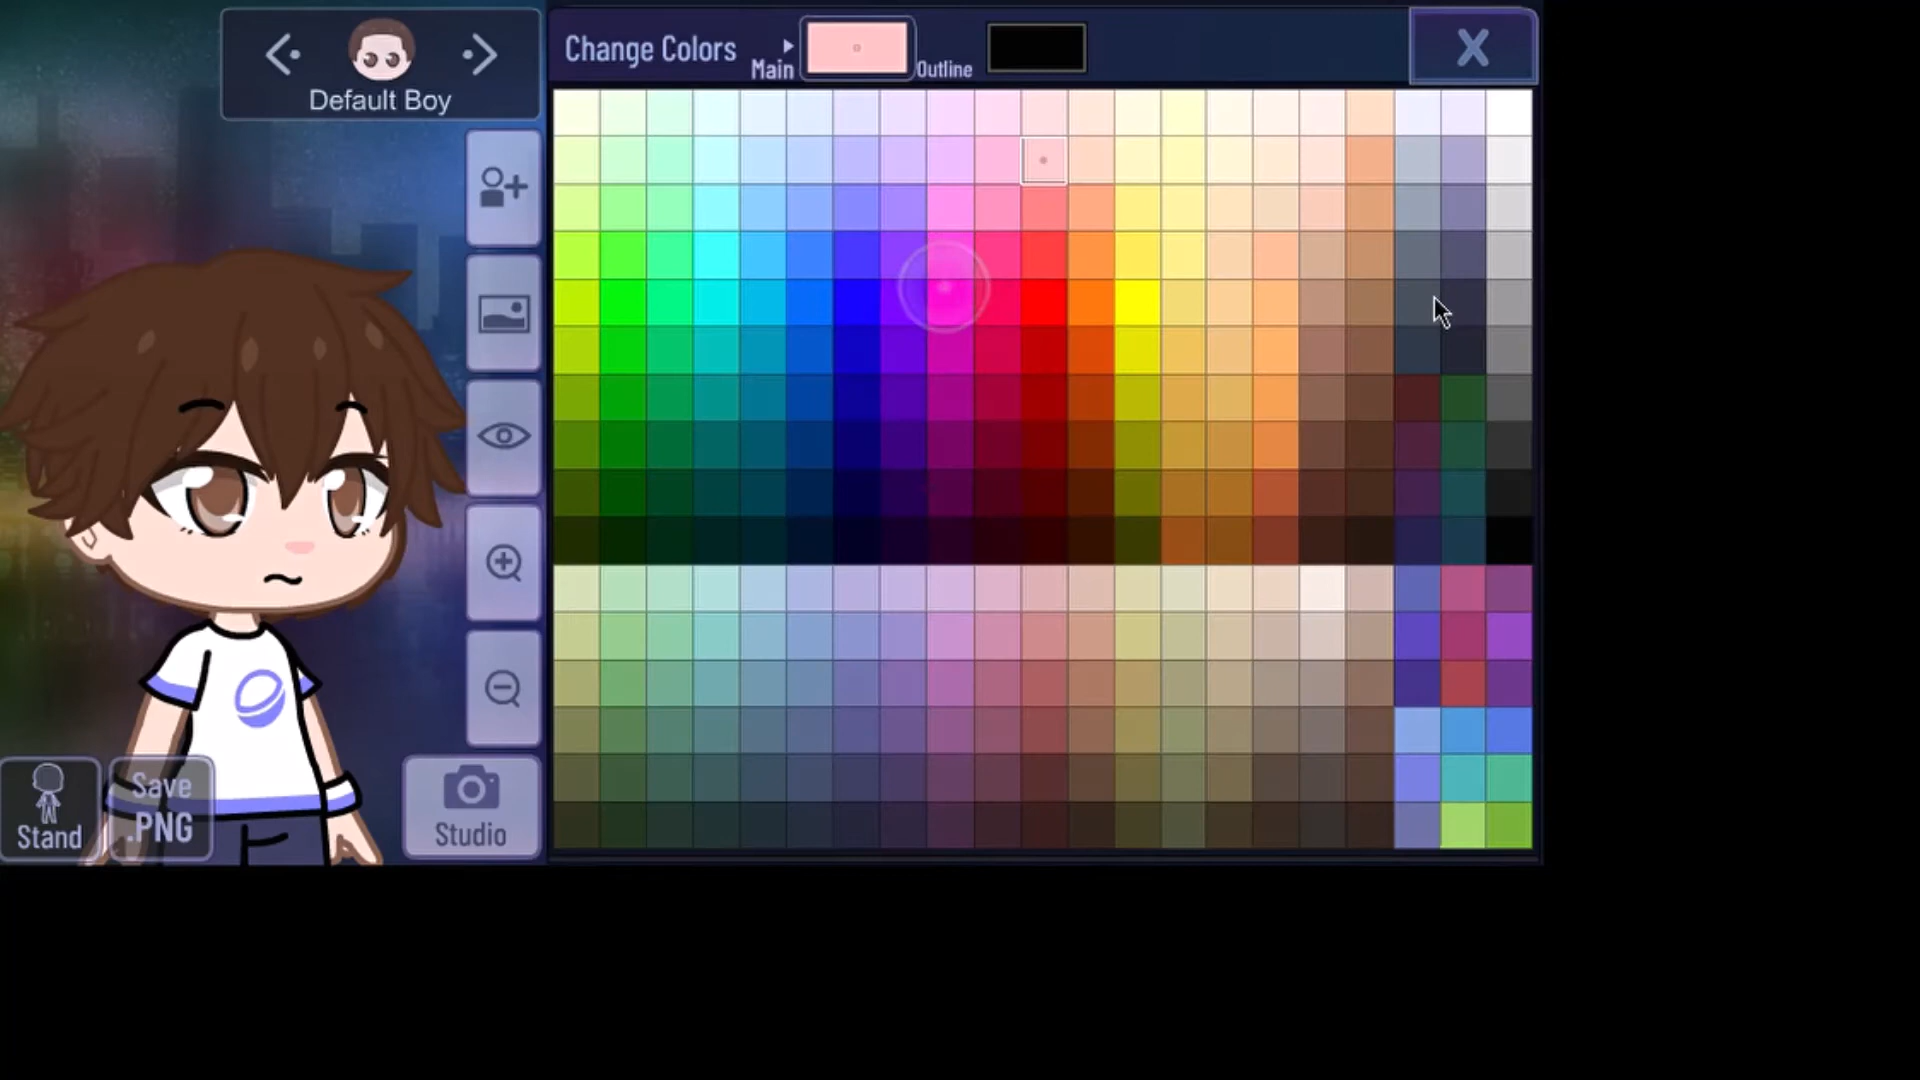 Default Boy
Change Colors
Main
Outline
X
Stand
Save
.PNG
Studio